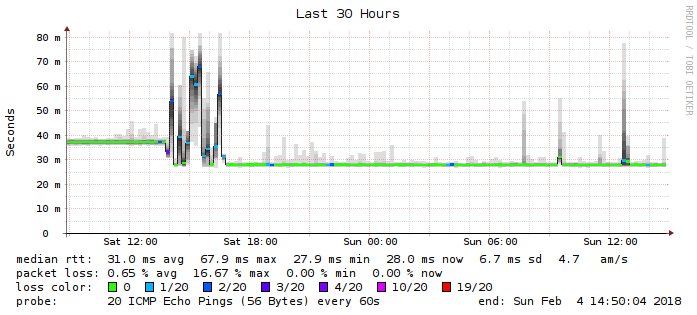 Last 30 Hours
RRDTOOL / TOBI OETIKER
Seconds
80 m
70 m
60 m
50 m
40 m
30 m
20 m
10 m
0
Sat 12:00 Sat 18:00 Sun 00:00 Sun 06:00 Sun 12:00
median rtt: 31.0 ms avg 67.9 ms max 27.9 ms min 28.0 ms now 6.7 ms sd 4.7 am/s
packet loss: 0.65 % avg 16.67 % max 0.00 % min 0.00 % now
loss color: 0 1/20 2/20 3/20 4/20 10/20 19/20
probe: 20 ICMP Echo Pings (56 Bytes) every 60s end: Sun Feb 4 14:50:04 2018